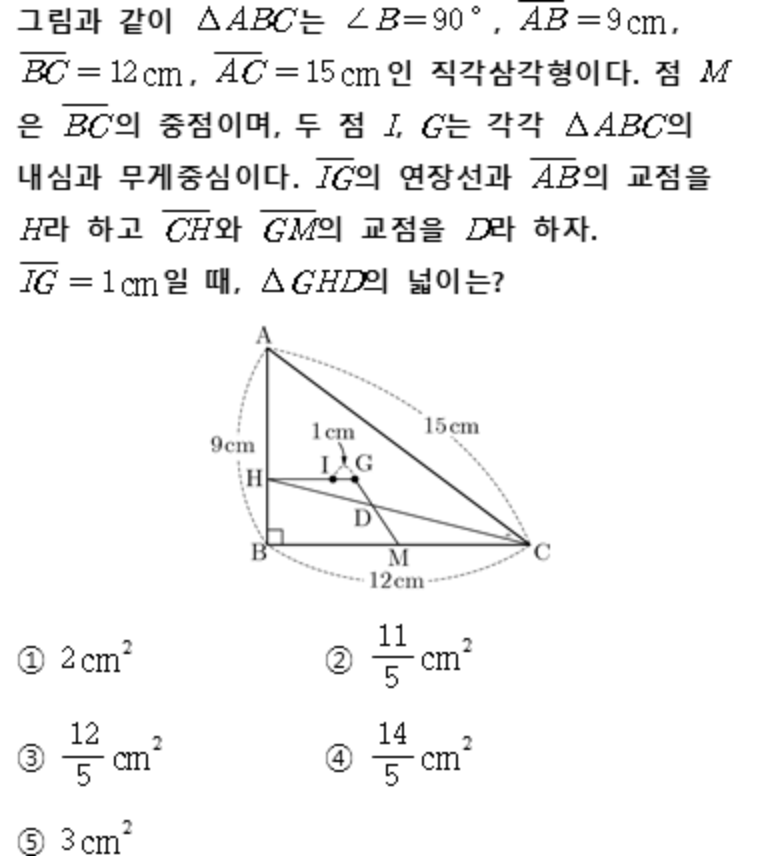 그림과 같이 △ABC는 ∠B=90°, AB=9cm,
BC=12cm, AC=15cm인 직각삼각형이다. 점 M
은 BC의 중점이며, 두 점 I, G는 각각 △ABC의
내심과 무게중심이다. IG의 연장선과 AB의 교점을
H라 하고 CH와 GM의 교점을 D라 하자.
IG=1cm일 때, △GHD의 넓이는?
A
15cm
1cm
9cm
I G
H
D
B M C
12cm
① 2cm² ② 11/5 cm²
③ 12/5 cm² ④ 14/5 cm²
⑤ 3cm²